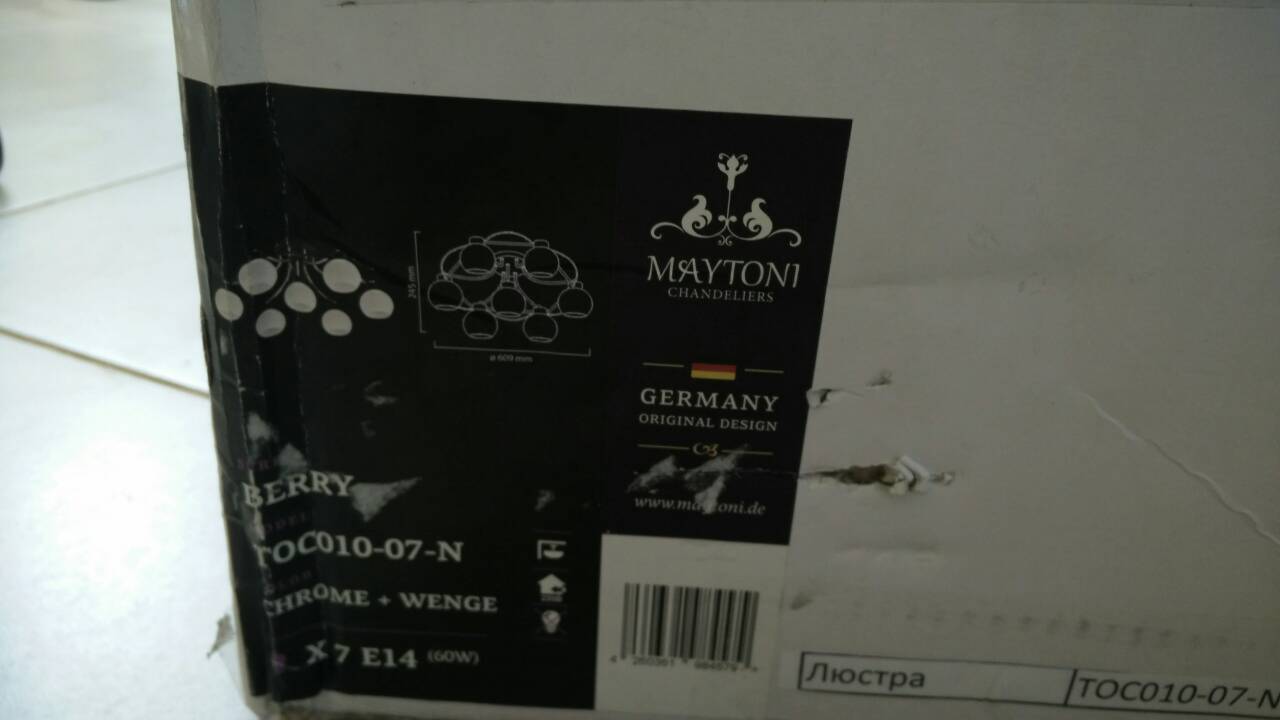 MAYTONI
CHANDELIERS
245 mm
ø 609 mm
GERMANY
ORIGINAL DESIGN
www.maytoni.de
BERRY
TOC010-07-N
CHROME + WENGE
X 7 E14 (60W)
Люстра
TOC010-07-N